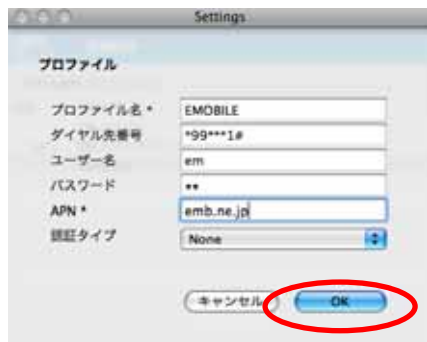 Settings
プロファイル
プロファイル名 * EMOBILE
ダイヤル先番号 *99***1#
ユーザー名 em
パスワード ••
APN * emb.ne.jp
認証タイプ None
キャンセル OK